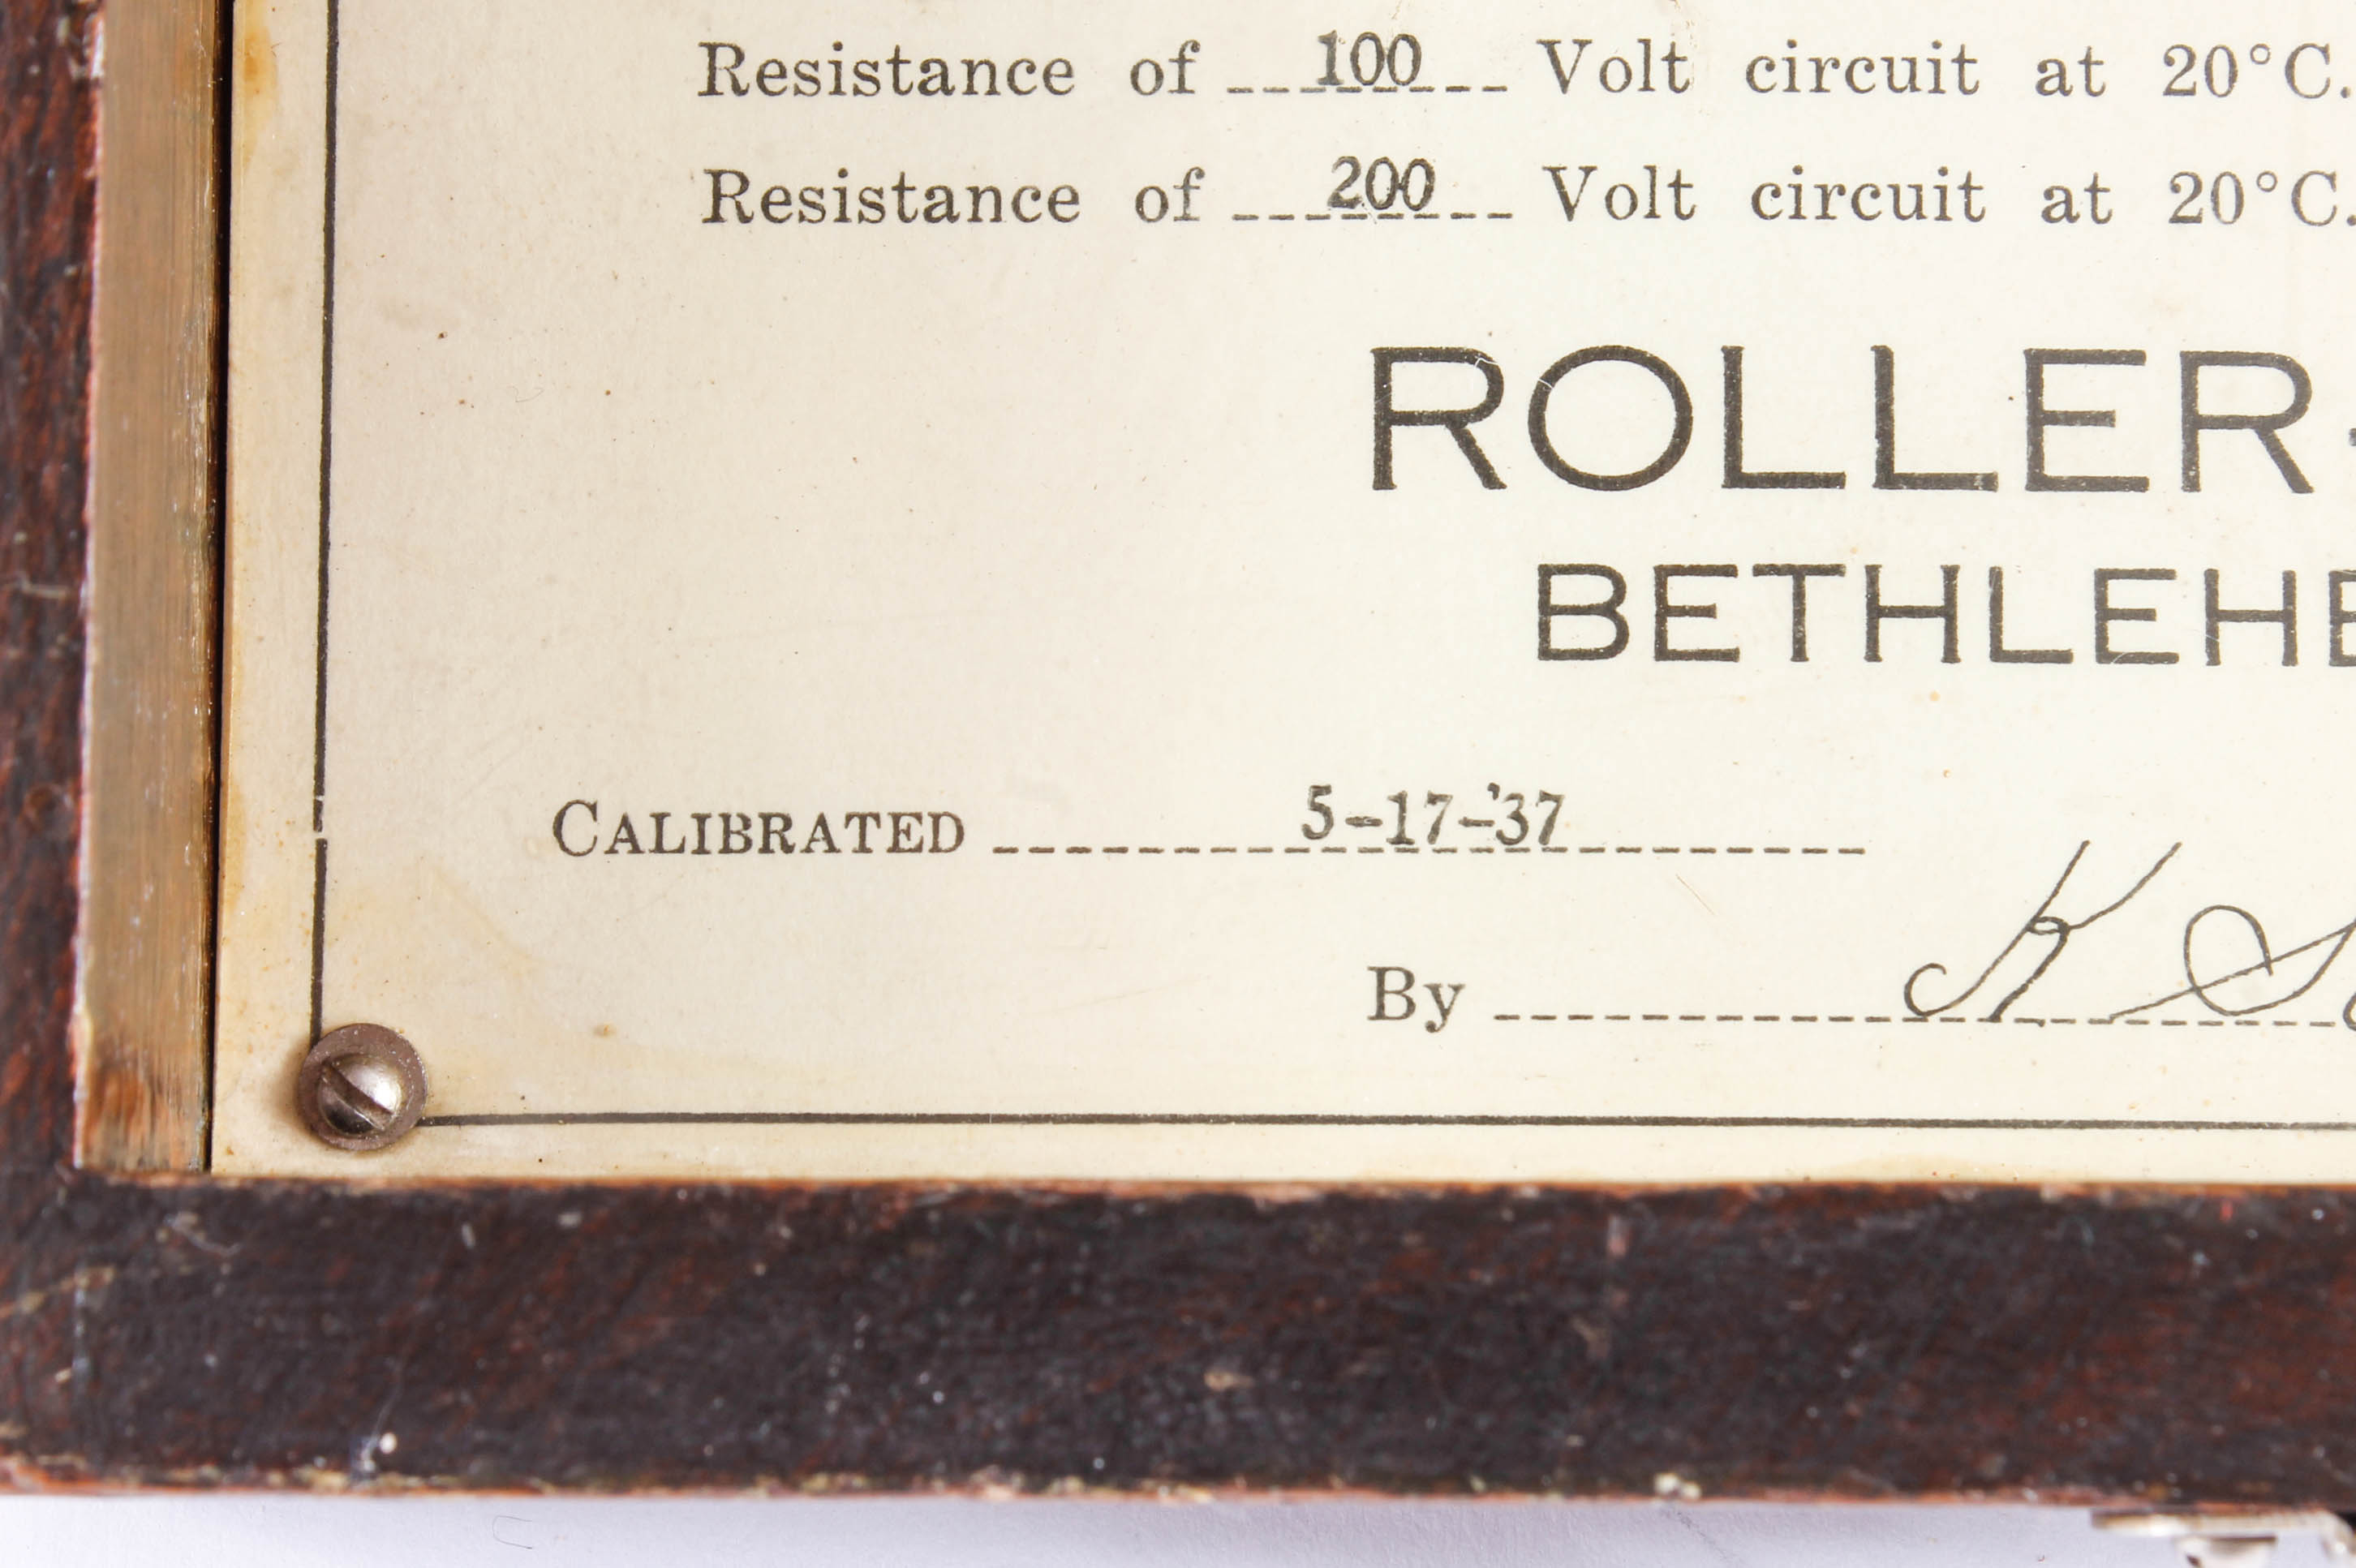 Resistance of 100 Volt circuit at 20°C.
Resistance of 200 Volt circuit at 20°C.
ROLLER-
BETHLEHE
CALIBRATED 5-17-'37
By K S